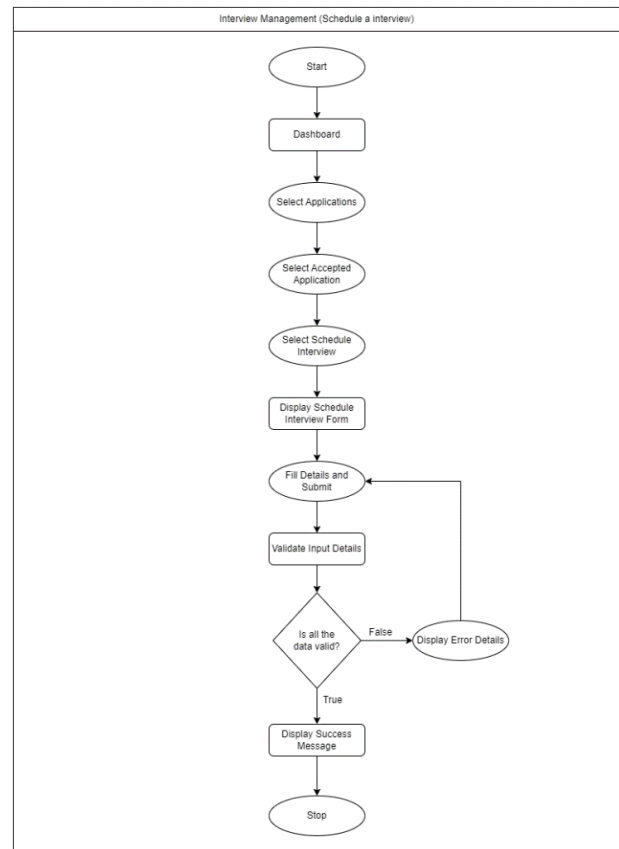 Interview Management (Schedule a interview)
Start
Dashboard
Select Applications
Select Accepted
Application
Select Schedule
Interview
Display Schedule
Interview Form
Fill Details and
Submit
Validate Input Details
Is all the
data valid?
False
Display Error Details
True
Display Success
Message
Stop